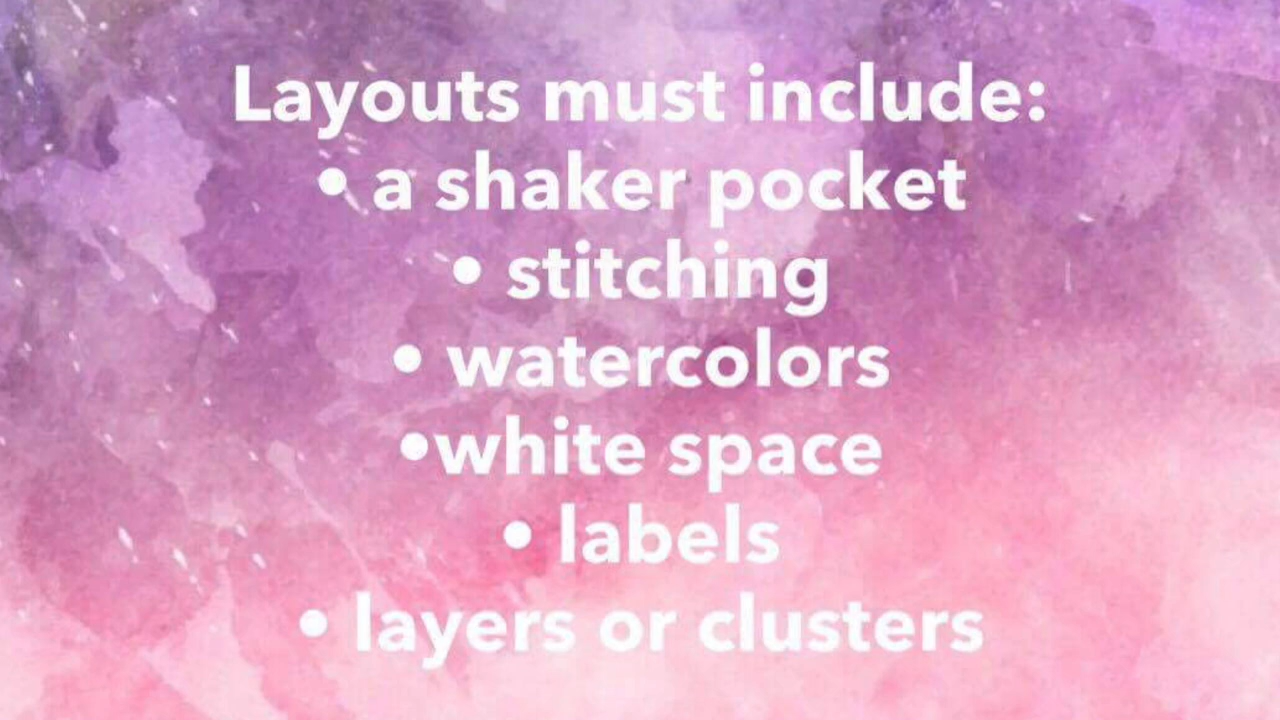 Layouts must include:
• a shaker pocket
• stitching
• watercolors
•white space
• labels
• layers or clusters